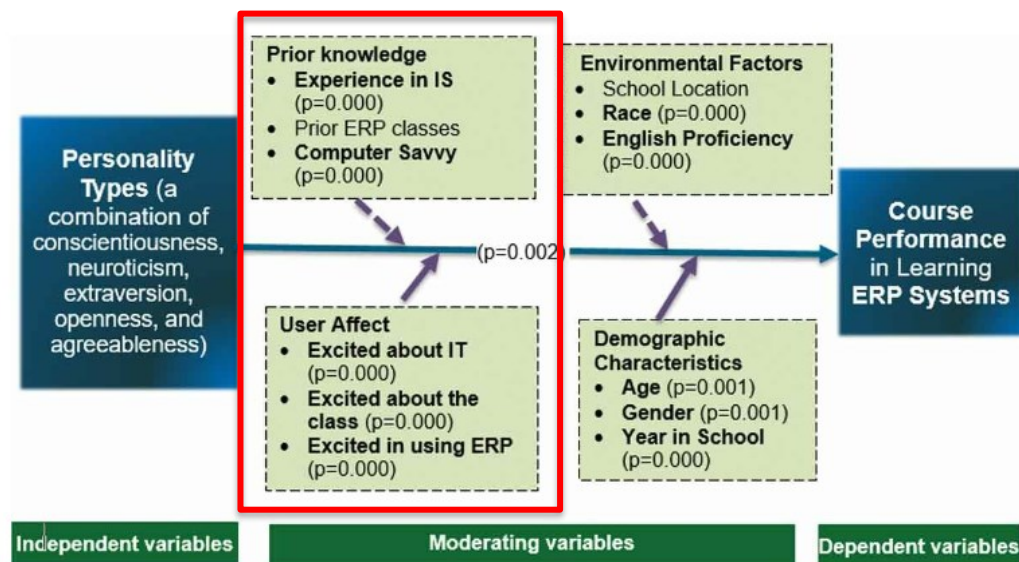 Personality
Types (a
combination of
conscientiousness,
neuroticism,
extraversion,
openness, and
agreeableness)
Prior knowledge
• Experience in IS
(p=0.000)
• Prior ERP classes
• Computer Savvy
(p=0.000)
Environmental Factors
• School Location
• Race (p=0.000)
• English Proficiency
(p=0.000)
(p=0.002)
User Affect
• Excited about IT
(p=0.000)
• Excited about the
class (p=0.000)
• Excited in using ERP
(p=0.000)
Demographic
Characteristics
• Age (p=0.001)
• Gender (p=0.001)
• Year in School
(p=0.000)
Course
Performance
in Learning
ERP Systems
Independent variables
Moderating variables
Dependent variables